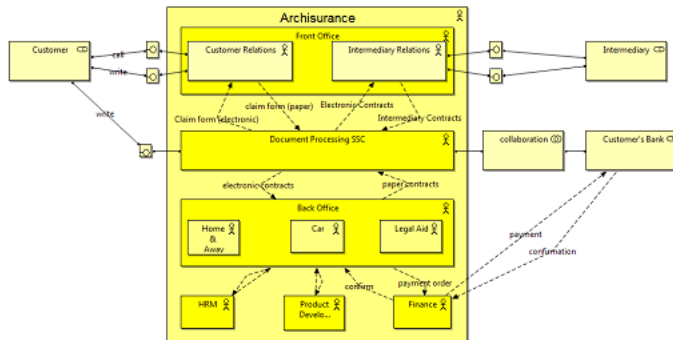 Archisurance
Front Office
Customer
call
Customer Relations
Intermediary Relations
Intermediary
write
write
claim form (paper)
Electronic Contracts
Claim form (electronic)
Intermediary Contracts
Document Processing SSC
collaboration
Customer's Bank
electronic contracts
paper contracts
Back Office
Home
&
Away
Car
Legal Aid
payment
confirmation
confirm
payment order
HRM
Product
Develo...
Finance